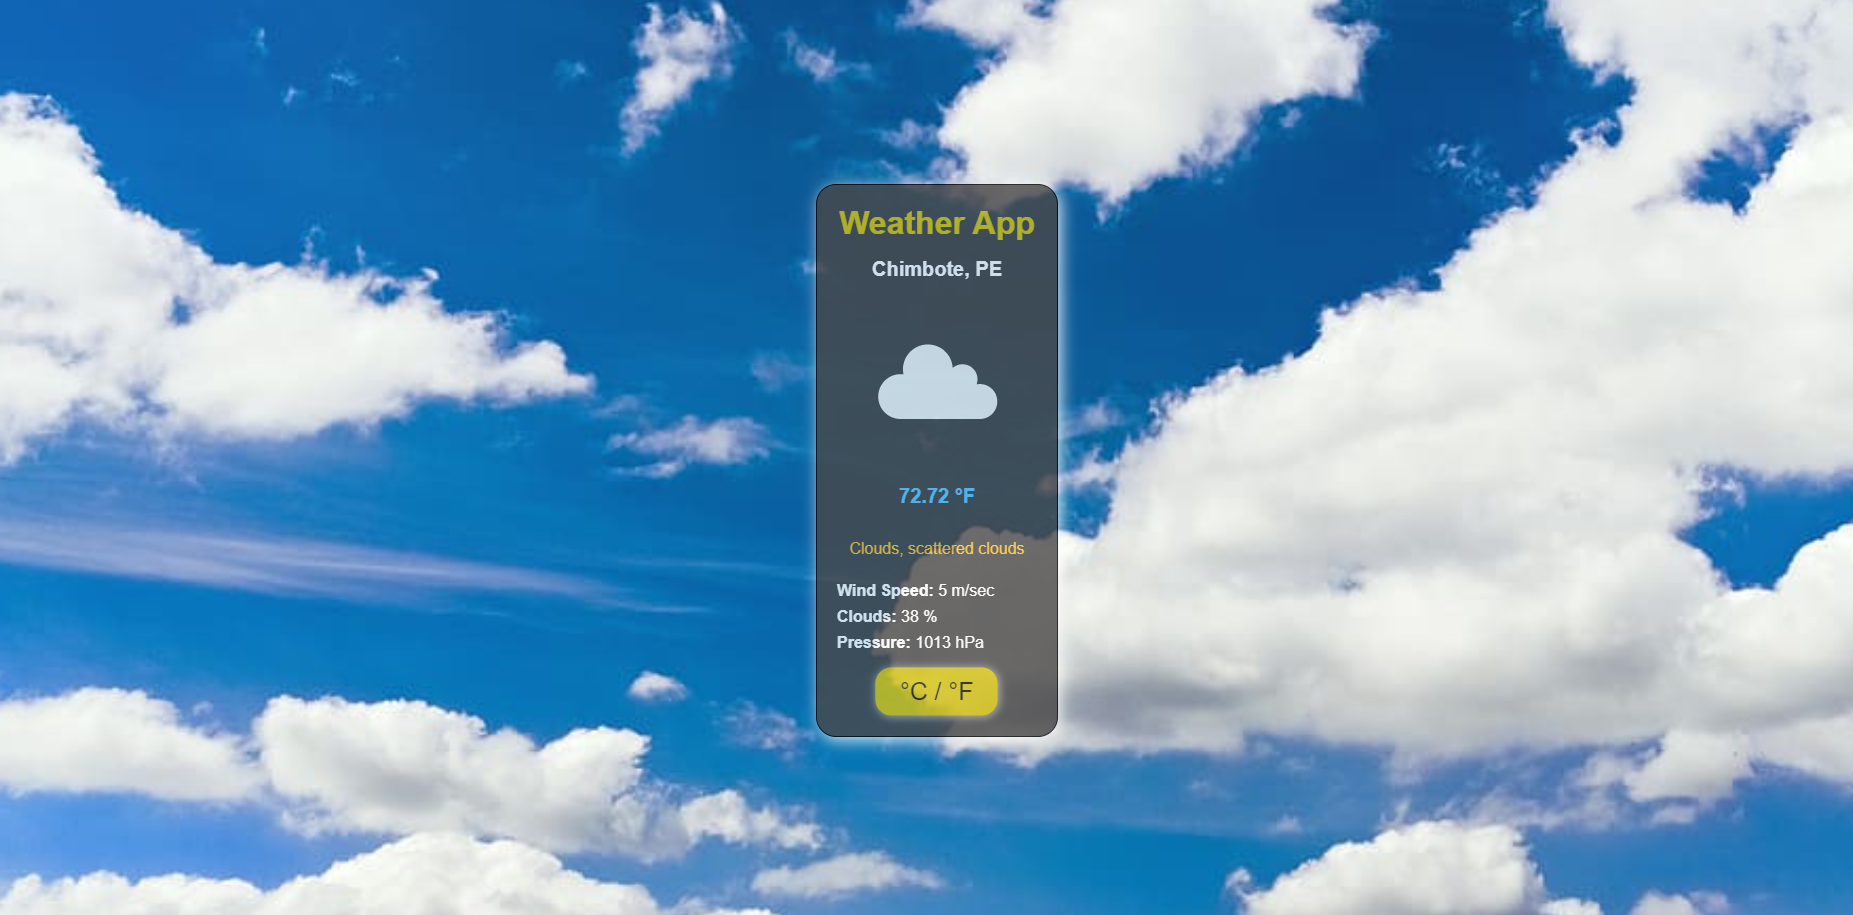 Weather App
Chimbote, PE
72.72 °F
Clouds, scattered clouds
Wind Speed: 5 m/sec
Clouds: 38 %
Pressure: 1013 hPa
°C / °F